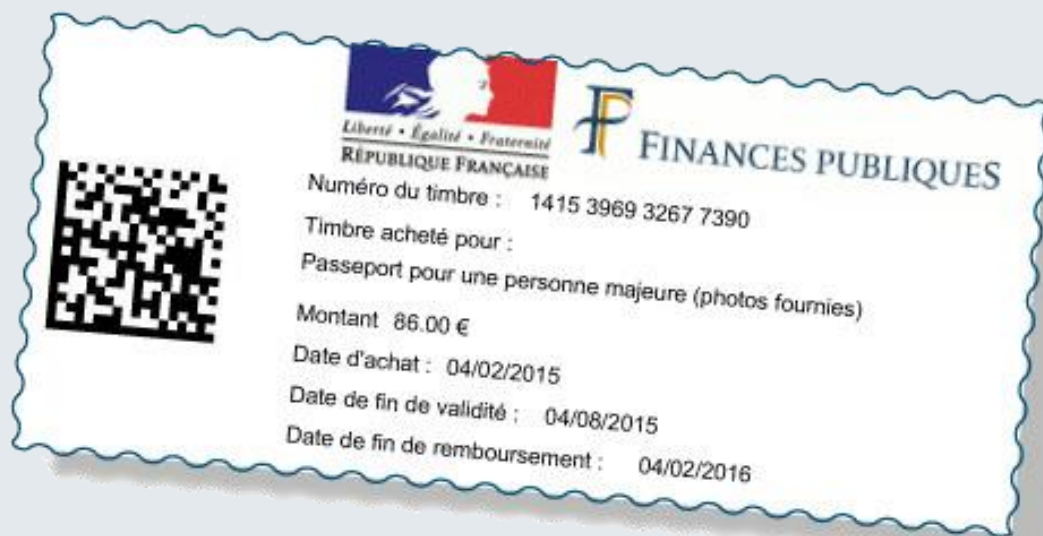 Liberté • Égalité • Fraternité
RÉPUBLIQUE FRANÇAISE
FP
FINANCES PUBLIQUES
Numéro du timbre : 1415 3969 3267 7390
Timbre acheté pour :
Passeport pour une personne majeure (photos fournies)
Montant 86.00 €
Date d'achat : 04/02/2015
Date de fin de validité : 04/08/2015
Date de fin de remboursement : 04/02/2016